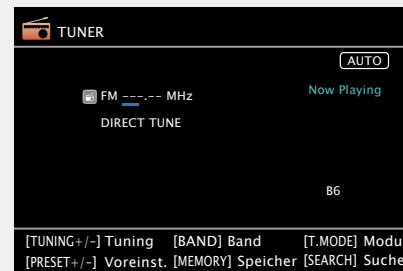 TUNER
AUTO
FM ---.-- MHz
Now Playing
DIRECT TUNE
B6
[TUNING+/-] Tuning [BAND] Band [T.MODE] Modu
[PRESET+/-] Voreinst. [MEMORY] Speicher [SEARCH] Suche